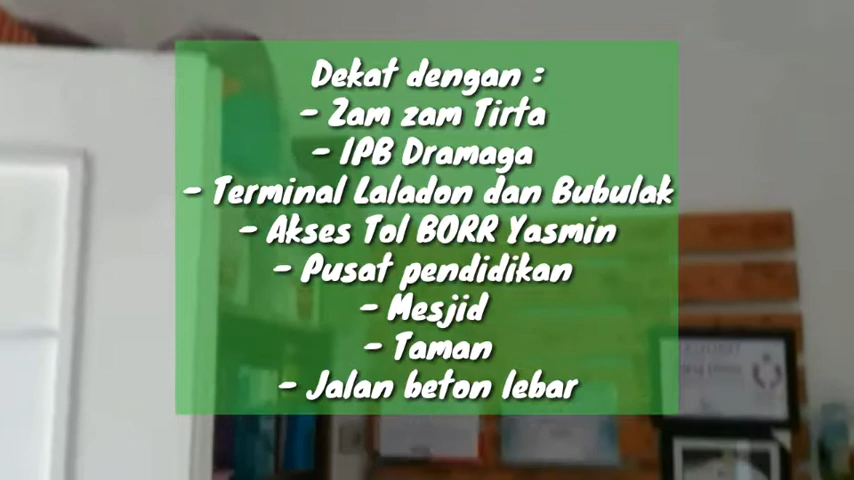 Dekat dengan :
- Zam zam Tirta
- IPB Dramaga
- Terminal Laladon dan Bubulak
- Akses Tol BORR Yasmin
- Pusat pendidikan
- Mesjid
- Taman
- Jalan beton lebar